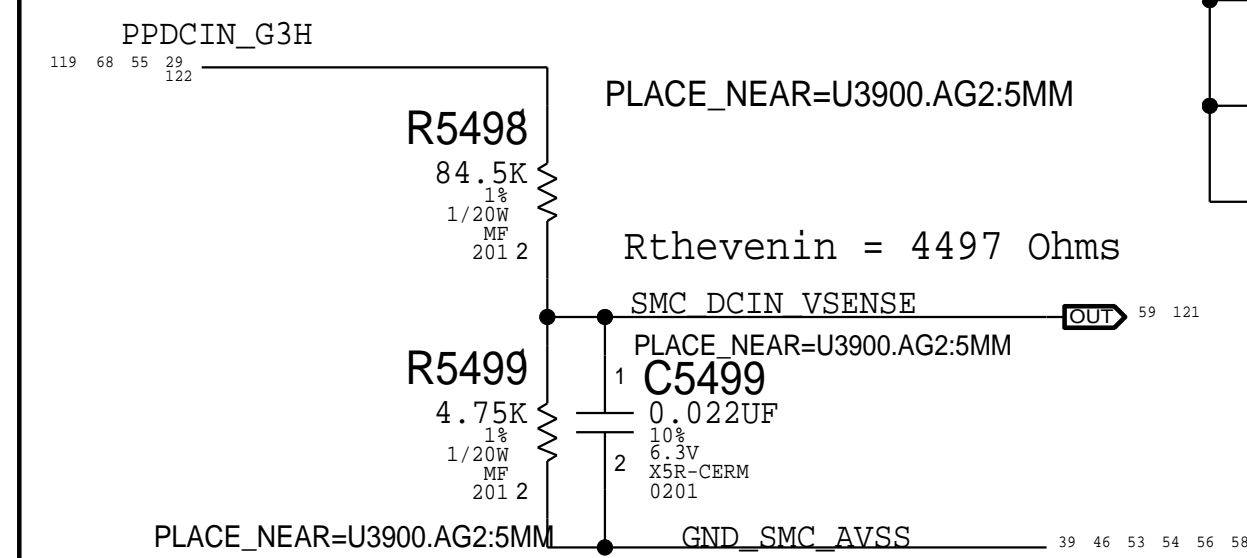 PPDCIN_G3H
119 68 55 29
122
PLACE_NEAR=U3900.AG2:5MM
R5498
84.5K
1%
1/20W
MF
201 2
Rthevenin = 4497 Ohms
SMC_DCIN_VSENSE
OUT 59 121
PLACE_NEAR=U3900.AG2:5MM
R5499
4.75K
1%
1/20W
MF
201 2
1 C5499
0.022UF
10%
2 6.3V
X5R-CERM
0201
PLACE_NEAR=U3900.AG2:5MM
GND_SMC_AVSS
39 46 53 54 56 58